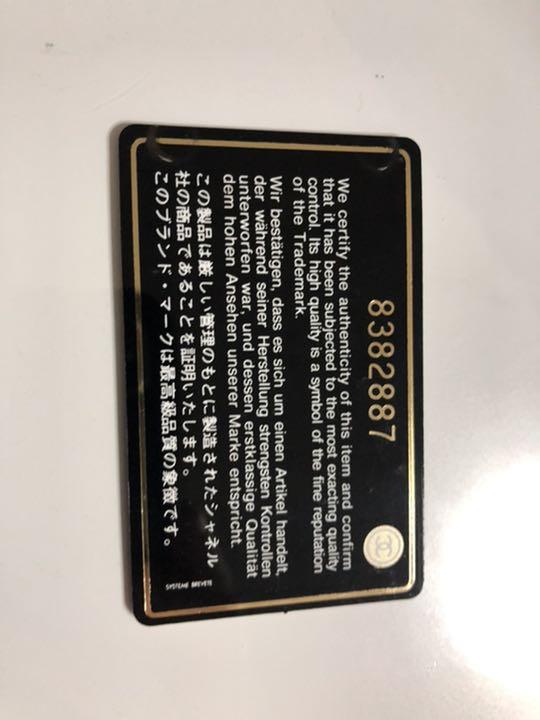 8382887
We certify the authenticity of this item and confirm
that it has been subjected to the most exacting quality
control. Its high quality is a symbol of the fine reputation
of the Trademark.
Wir bestätigen, dass es sich um einen Artikel handelt,
der während seiner Herstellung strengsten Kontrollen
unterworfen war, und dessen erstklassige Qualität
dem hohen Ansehen unserer Marke entspricht.
この製品は厳しい管理のもとに製造されたシャネル
社の商品であることを証明いたします。
このブランド・マークは最高級品質の象徴です。
SYSTEME BREVETE